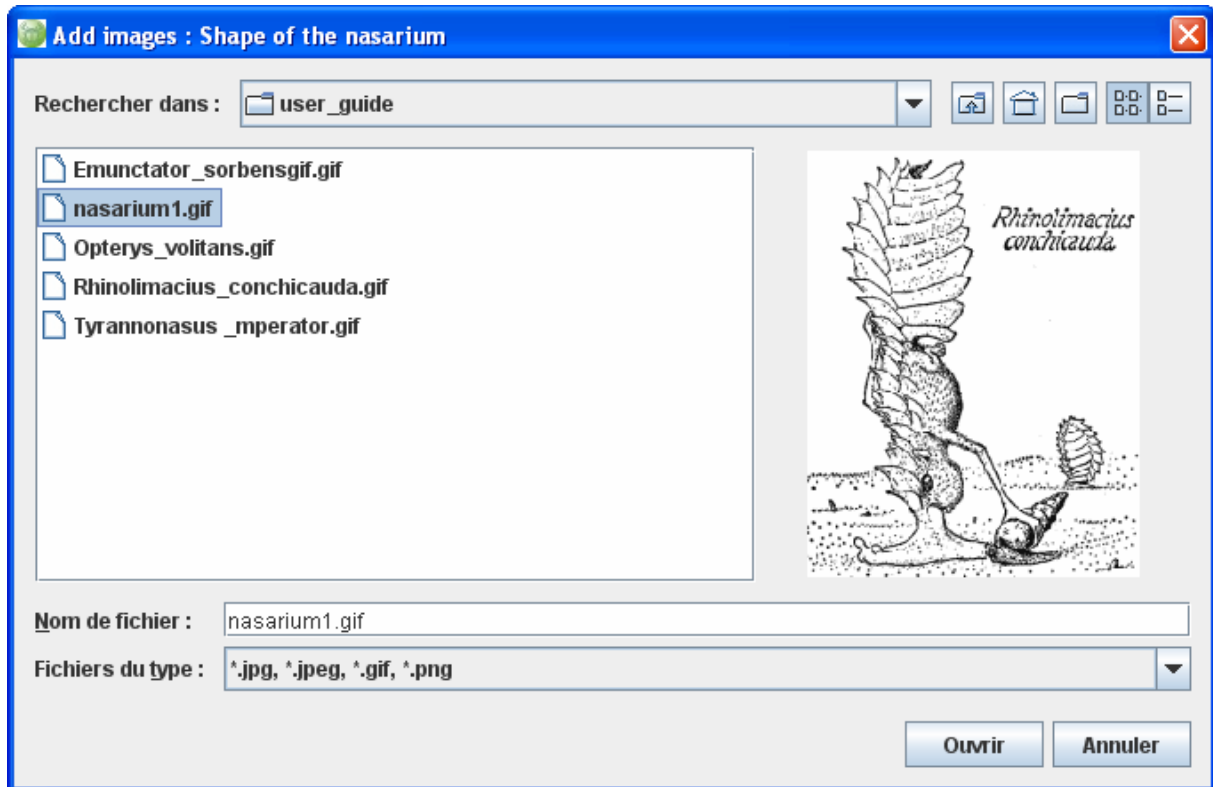 Add images : Shape of the nasarium
Rechercher dans :
user_guide
Emunctator_sorbensgif.gif
nasarium1.gif
Opterys_volitans.gif
Rhinolimacius_conchicauda.gif
Tyrannonasus _mperator.gif
Rhinolimacius
conchicauda
Nom de fichier :
nasarium1.gif
Fichiers du type :
*.jpg, *.jpeg, *.gif, *.png
Ouvrir
Annuler